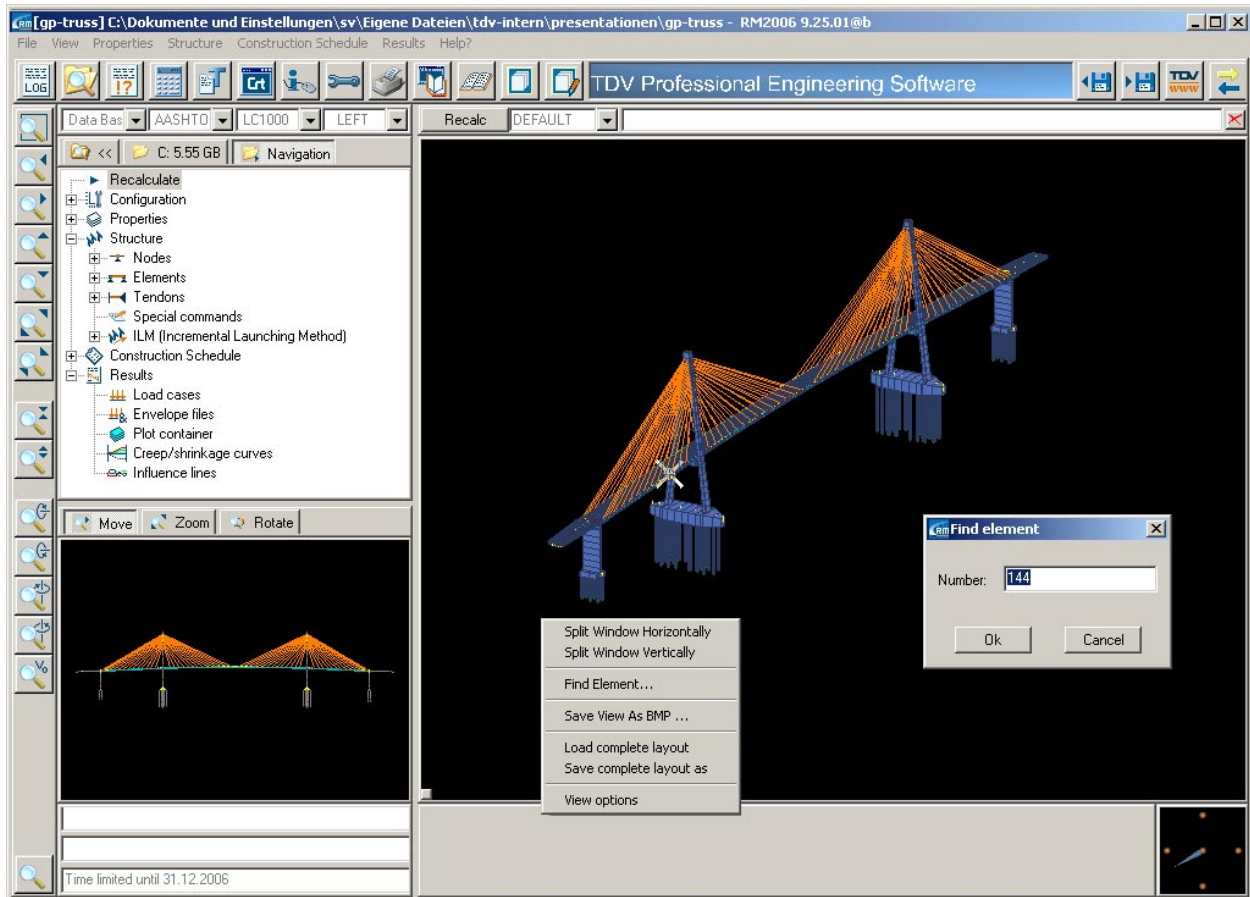 [gp-truss] C:\Dokumente und Einstellungen\sv\Eigene Dateien\tdv-intern\presentationen\gp-truss - RM2006 9.25.01@b
File View Properties Structure Construction Schedule Results Help?
LOG !? Crt TDV Professional Engineering Software TDV WWW
Data Bas AASHTO LC1000 LEFT Recalc DEFAULT
<< C: 5.55 GB Navigation
Recalculate
Configuration
Properties
Structure
Nodes
Elements
Tendons
Special commands
ILM (Incremental Launching Method)
Construction Schedule
Results
Load cases
Envelope files
Plot container
Creep/shrinkage curves
Influence lines
Move Zoom Rotate
RM Find element
Number: 144
Ok Cancel
Split Window Horizontally
Split Window Vertically
Find Element...
Save View As BMP ...
Load complete layout
Save complete layout as
View options
Time limited until 31.12.2006